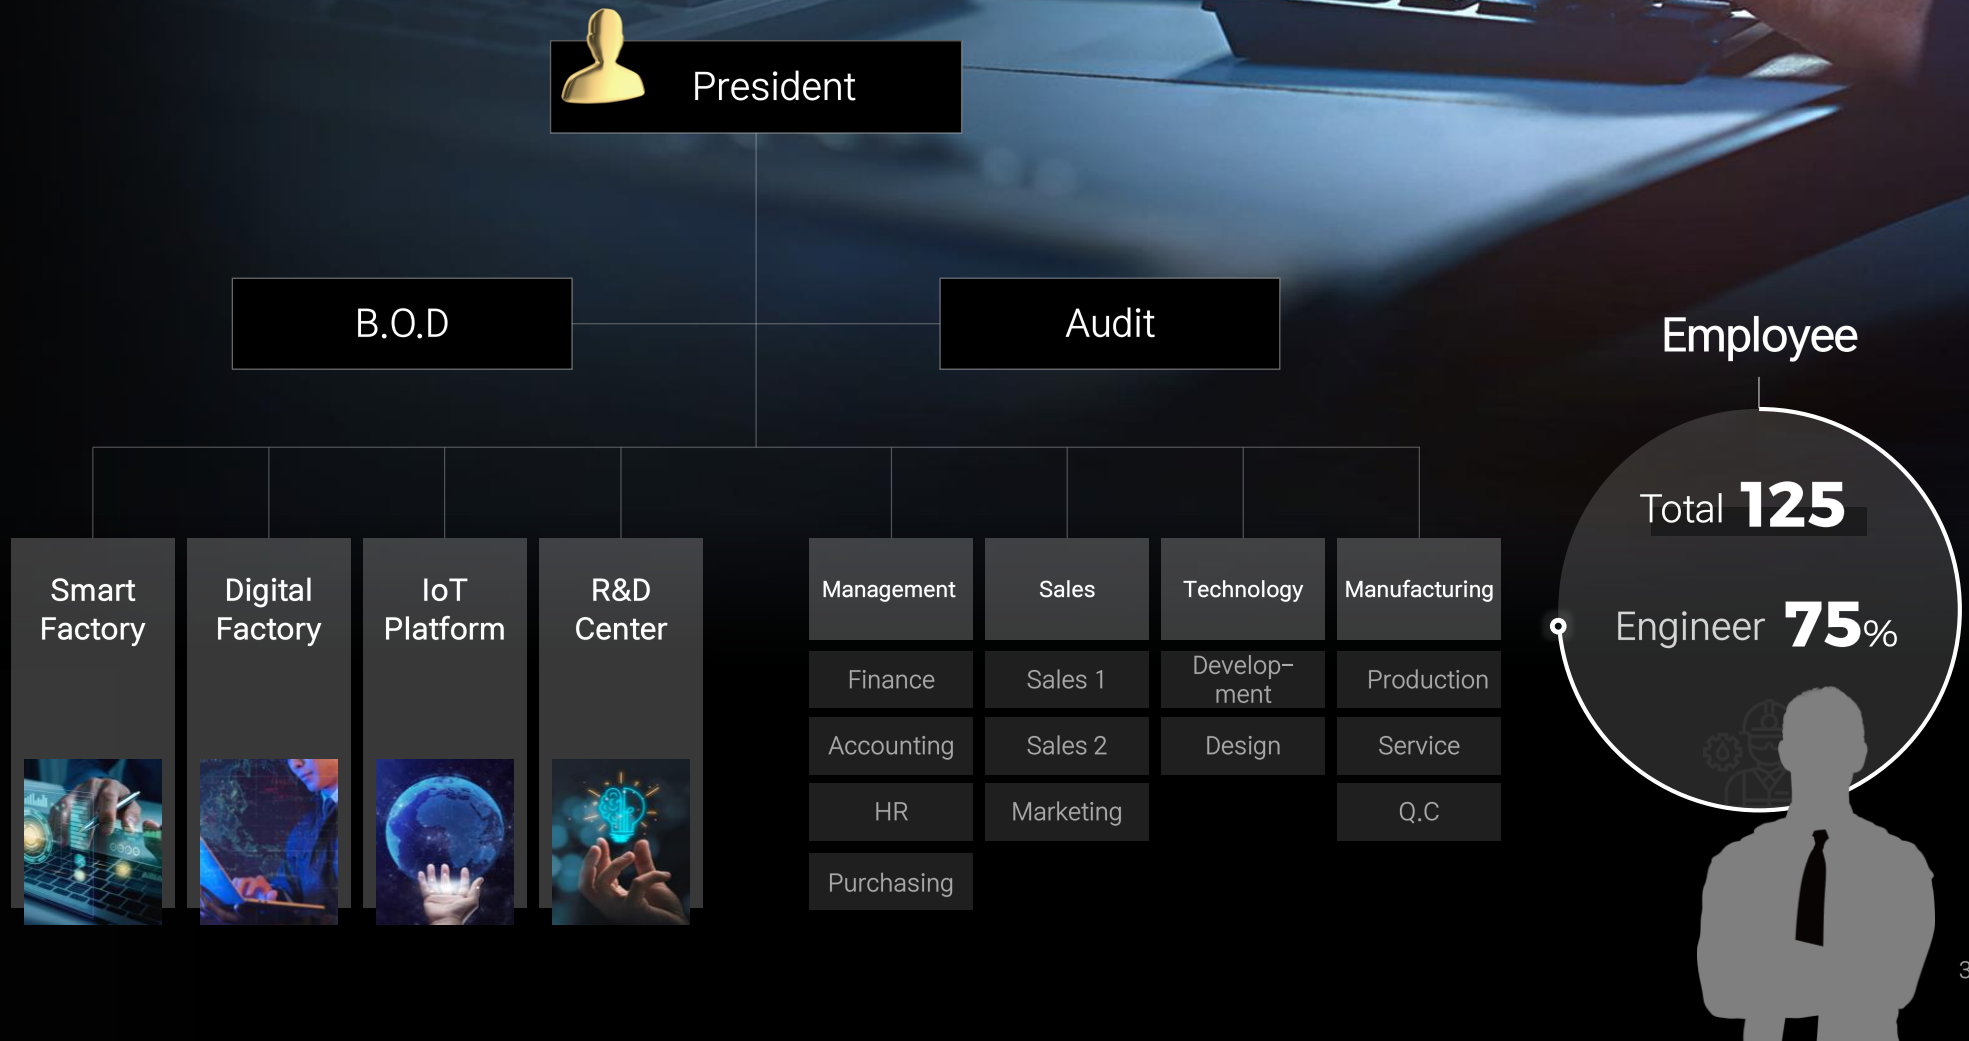 President
B.O.D
Audit
Employee
Total 125
Engineer 75%
Smart
Factory
Digital
Factory
IoT
Platform
R&D
Center
Management
Finance
Accounting
HR
Purchasing
Sales
Sales 1
Sales 2
Marketing
Technology
Develop-
ment
Design
Manufacturing
Production
Service
Q.C
3